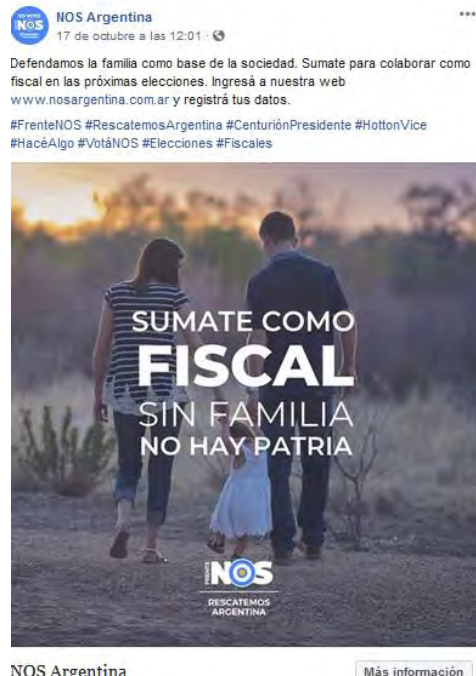 NOS Argentina
17 de octubre a las 12:01 ·
Defendamos la familia como base de la sociedad. Sumate para colaborar como
fiscal en las próximas elecciones. Ingresá a nuestra web
www.nosargentina.com.ar y registrá tus datos.
#FrenteNOS #RescatemosArgentina #CenturiónPresidente #HottonVice
#HacéAlgo #VotáNOS #Elecciones #Fiscales
SUMATE COMO
FISCAL
SIN FAMILIA
NO HAY PATRIA
FRENTE NOS
RESCATEMOS
ARGENTINA
NOS Argentina
Más información